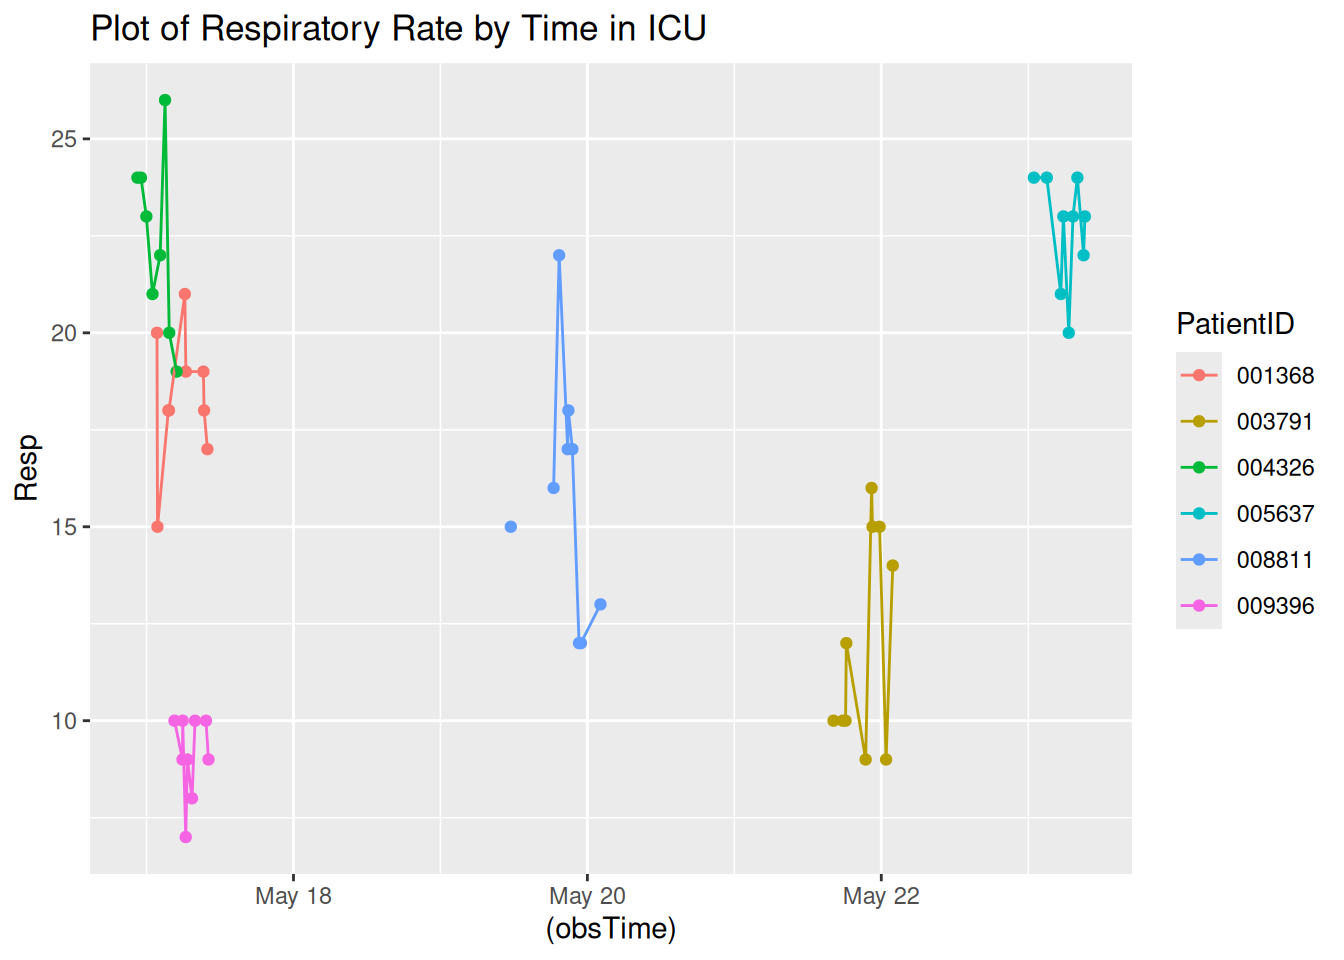 Plot of Respiratory Rate by Time in ICU
Resp
25
20
15
10
May 18
May 20
May 22
(obsTime)
PatientID
001368
003791
004326
005637
008811
009396